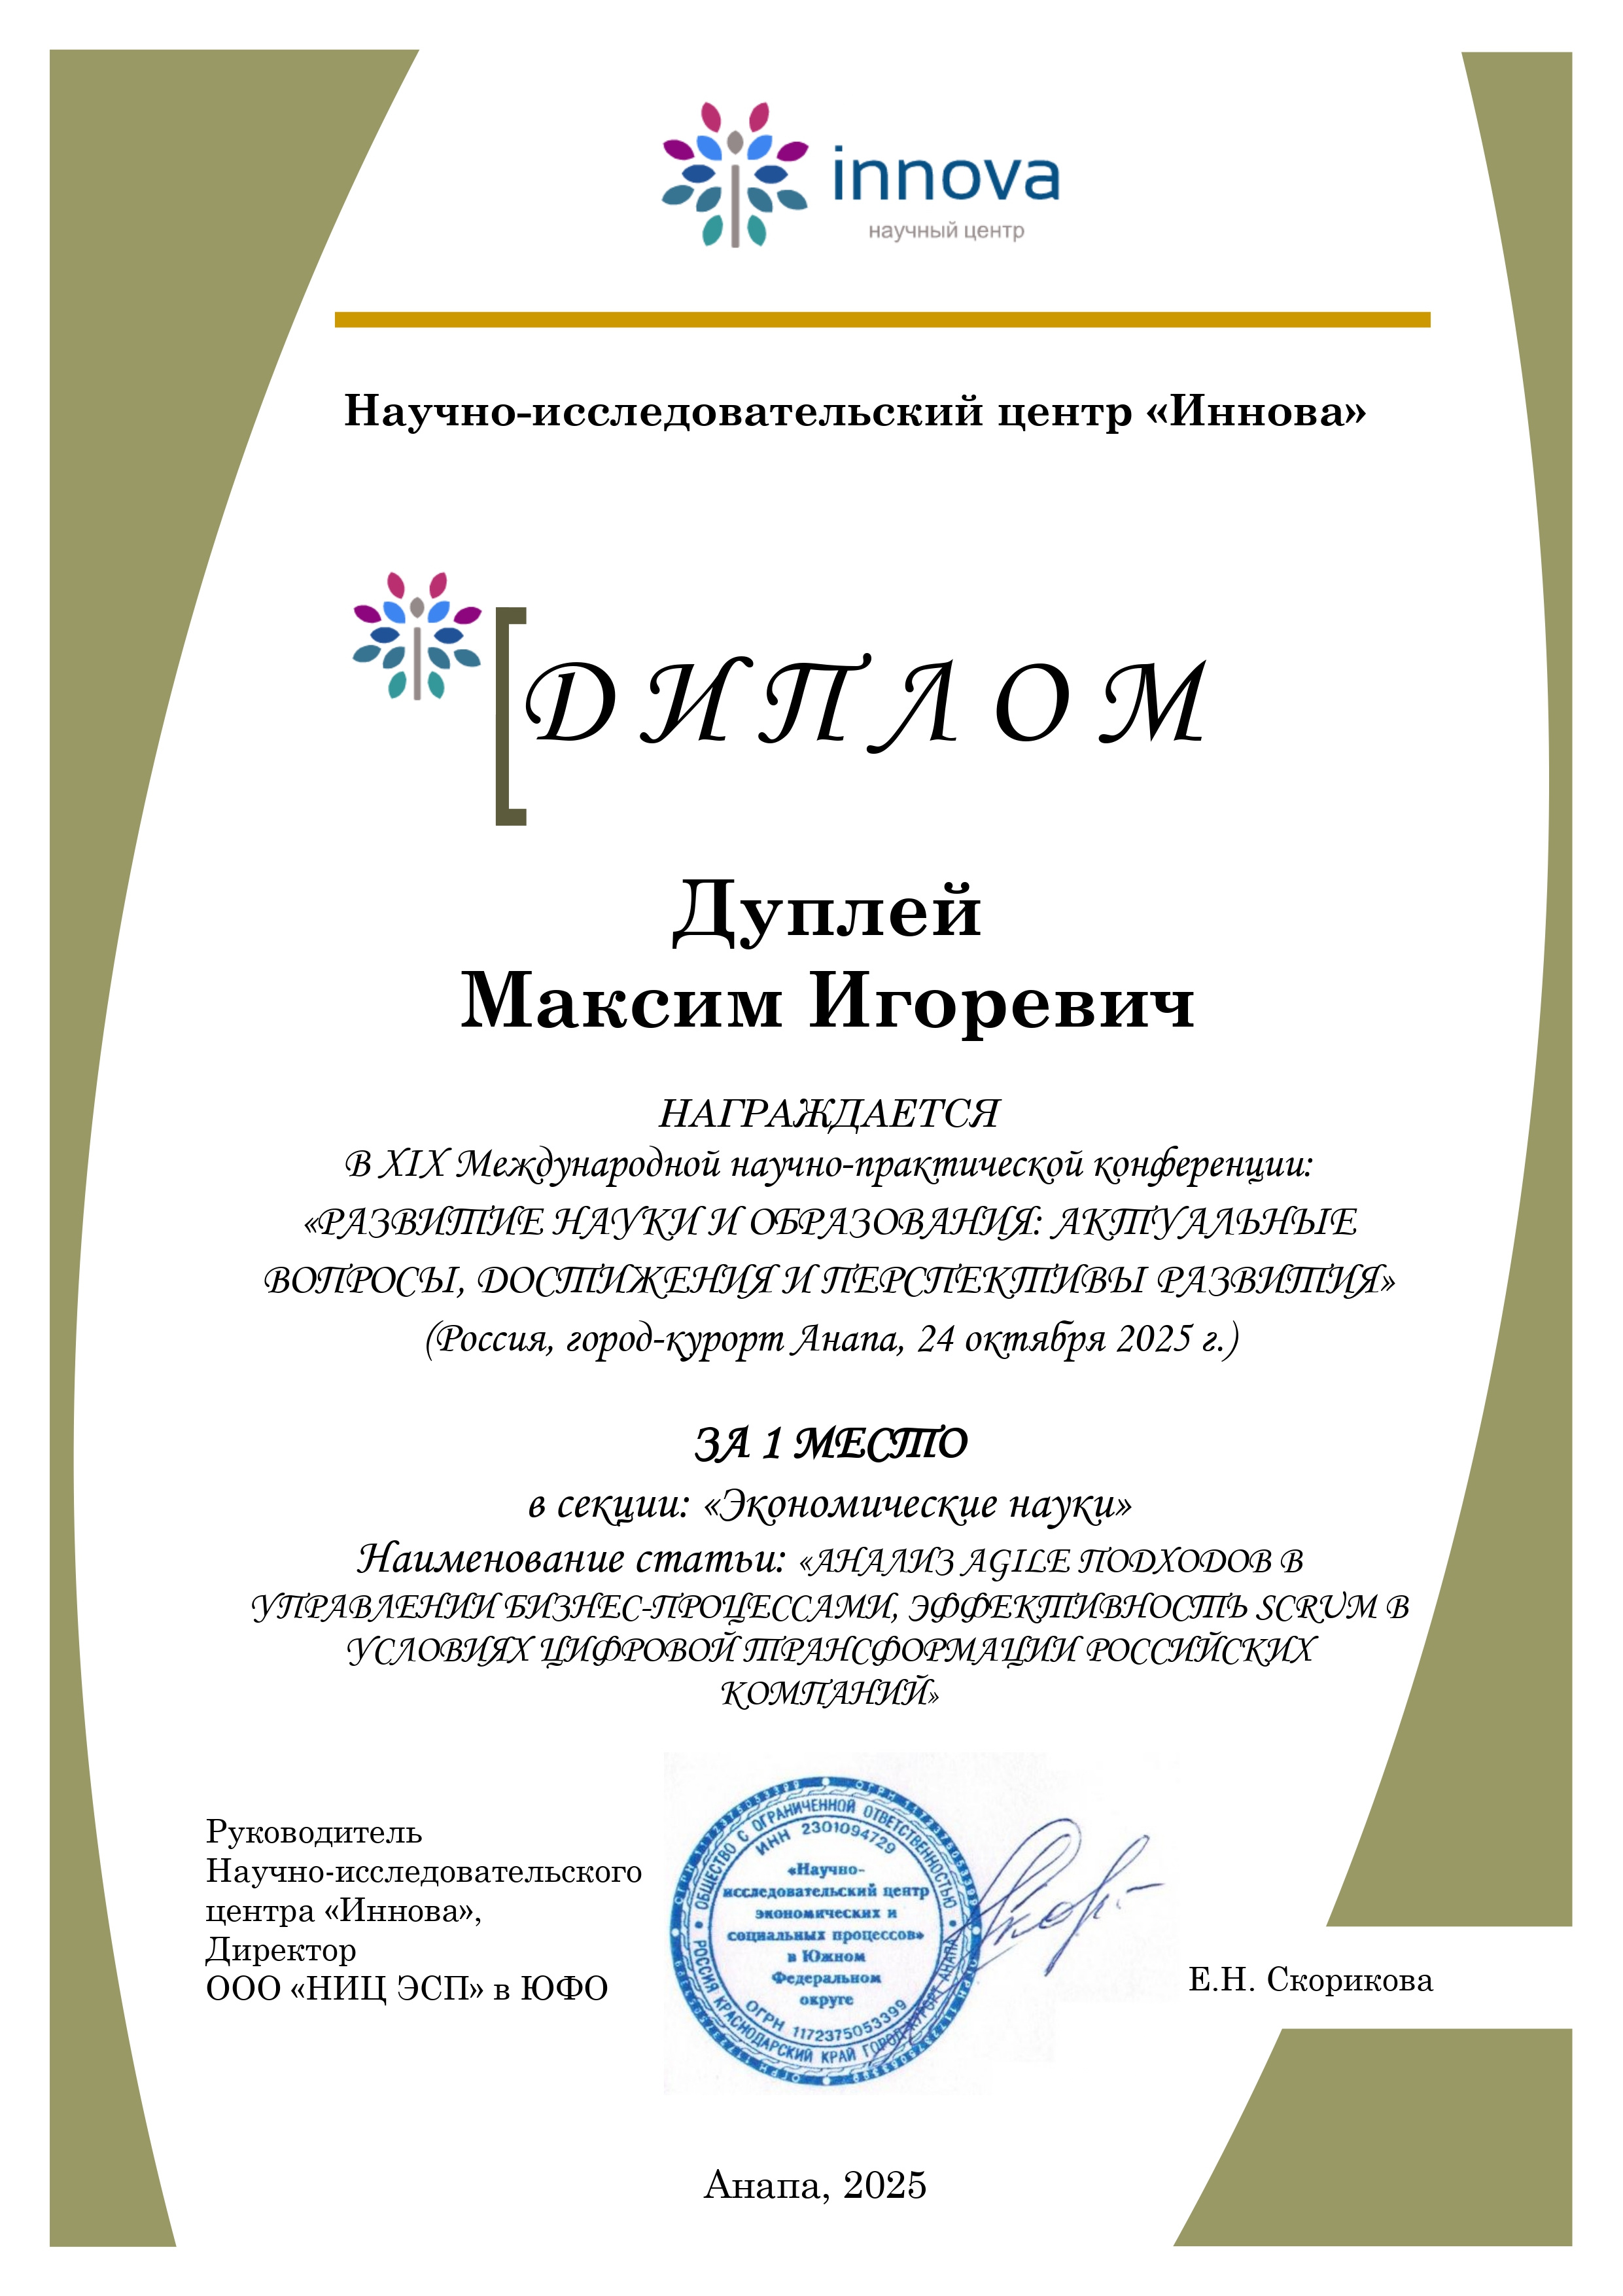 innova
научный центр
Научно-исследовательский центр «Иннова»
ДИПЛОМ
Дуплей
Максим Игоревич
НАГРАЖДАЕТСЯ
В XIX Международной научно-практической конференции:
«РАЗВИТИЕ НАУКИ И ОБРАЗОВАНИЯ: АКТУАЛЬНЫЕ
ВОПРОСЫ, ДОСТИЖЕНИЯ И ПЕРСПЕКТИВЫ РАЗВИТИЯ»
(Россия, город-курорт Анапа, 24 октября 2025 г.)
ЗА 1 МЕСТО
в секции: «Экономические науки»
Наименование статьи: «АНАЛИЗ AGILE ПОДХОДОВ В
УПРАВЛЕНИИ БИЗНЕС-ПРОЦЕССАМИ, ЭФФЕКТИВНОСТЬ SCRUM В
УСЛОВИЯХ ЦИФРОВОЙ ТРАНСФОРМАЦИИ РОССИЙСКИХ
КОМПАНИЙ»
Руководитель
Научно-исследовательского
центра «Иннова»,
Директор
ООО «НИЦ ЭСП» в ЮФО
ОБЩЕСТВО С ОГРАНИЧЕННОЙ ОТВЕТСТВЕННОСТЬЮ
ИНН 2301094729
«Научно-
исследовательский центр
экономических и
социальных процессов»
в Южном
Федеральном
округе
ОГРН 1172375053399
РОССИЯ КРАСНОДАРСКИЙ КРАЙ ГОРОД-КУРОРТ АНАПА
Е.Н. Скорикова
Анапа, 2025